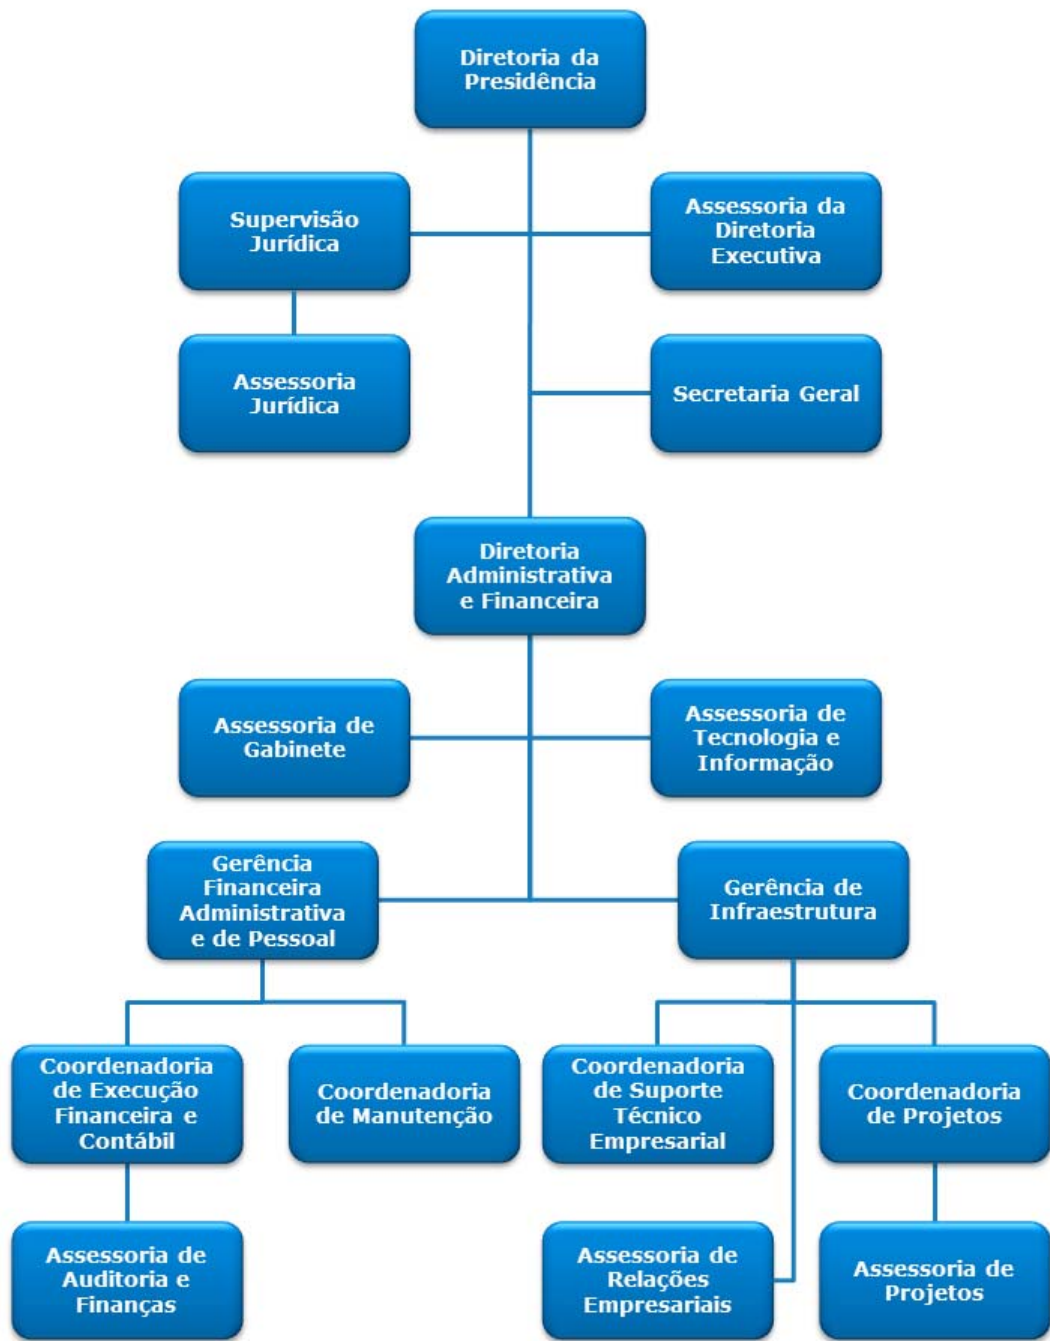 Diretoria da
Presidência
Supervisão
Jurídica
Assessoria da
Diretoria
Executiva
Assessoria
Jurídica
Secretaria Geral
Diretoria
Administrativa
e Financeira
Assessoria de
Gabinete
Assessoria de
Tecnologia e
Informação
Gerência
Financeira
Administrativa
e de Pessoal
Gerência de
Infraestrutura
Coordenadoria
de Execução
Financeira e
Contábil
Coordenadoria
de Manutenção
Coordenadoria
de Suporte
Técnico
Empresarial
Coordenadoria
de Projetos
Assessoria de
Auditoria e
Finanças
Assessoria de
Relações
Empresariais
Assessoria de
Projetos